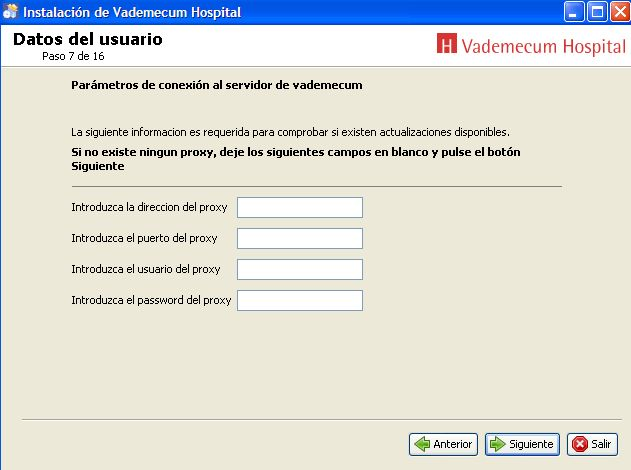 Instalación de Vademecum Hospital
Datos del usuario
Paso 7 de 16
H Vademecum Hospital
Parámetros de conexión al servidor de vademecum
La siguiente informacion es requerida para comprobar si existen actualizaciones disponibles.
Si no existe ningun proxy, deje los siguientes campos en blanco y pulse el botón
Siguiente
Introduzca la direccion del proxy
Introduzca el puerto del proxy
Introduzca el usuario del proxy
Introduzca el password del proxy
Anterior Siguiente Salir